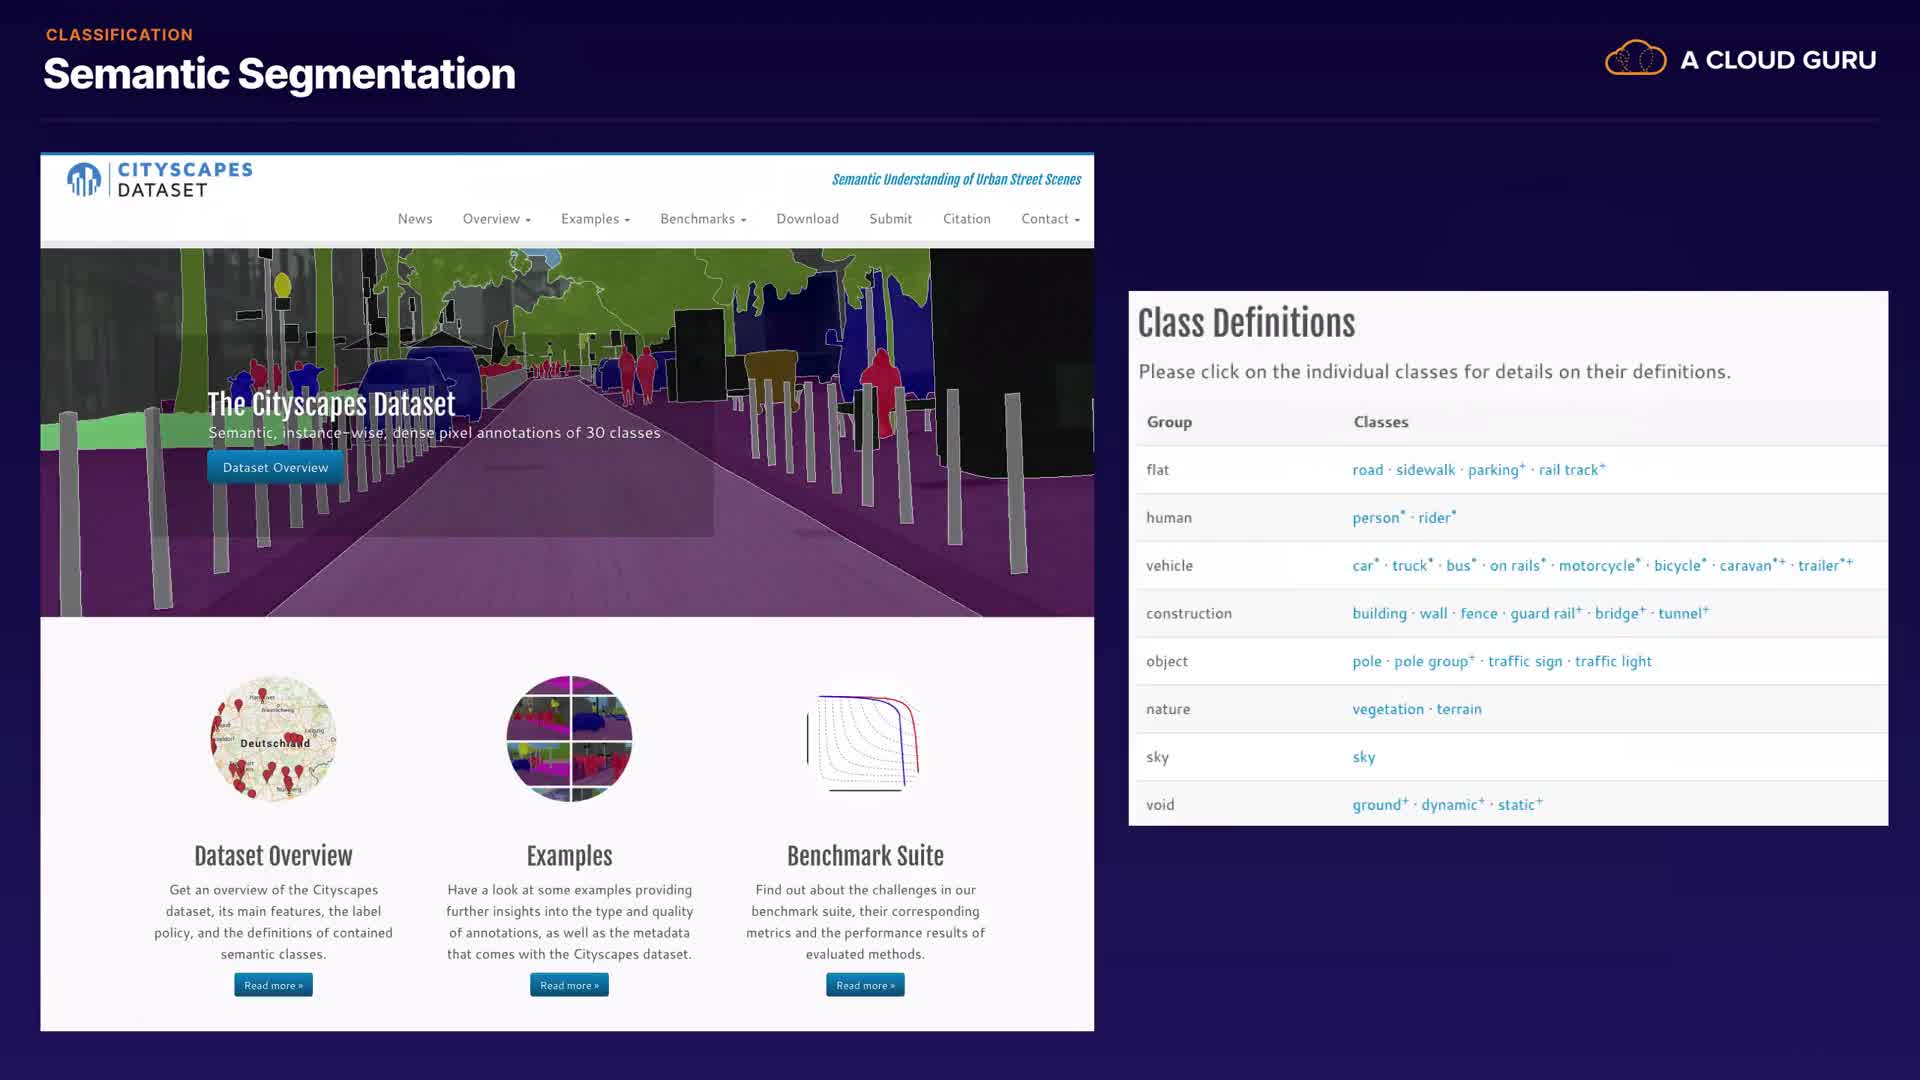 CLASSIFICATION
Semantic Segmentation
A CLOUD GURU
CITYSCAPES
DATASET
Semantic Understanding of Urban Street Scenes
News Overview Examples Benchmarks Download Submit Citation Contact
The Cityscapes Dataset
Semantic, instance-wise, dense pixel annotations of 30 classes
Dataset Overview
Deutschland
Dataset Overview
Get an overview of the Cityscapes
dataset, its main features, the label
policy, and the definitions of contained
semantic classes.
Read more »
Examples
Have a look at some examples providing
further insights into the type and quality
of annotations, as well as the metadata
that comes with the Cityscapes dataset.
Read more »
Benchmark Suite
Find out about the challenges in our
benchmark suite, their corresponding
metrics and the performance results of
evaluated methods.
Read more »
Class Definitions
Please click on the individual classes for details on their definitions.
Group Classes
flat road · sidewalk · parking+ · rail track+
human person* · rider*
vehicle car* · truck* · bus* · on rails* · motorcycle* · bicycle* · caravan*+ · trailer*+
construction building · wall · fence · guard rail+ · bridge+ · tunnel+
object pole · pole group+ · traffic sign · traffic light
nature vegetation · terrain
sky sky
void ground+ · dynamic+ · static+